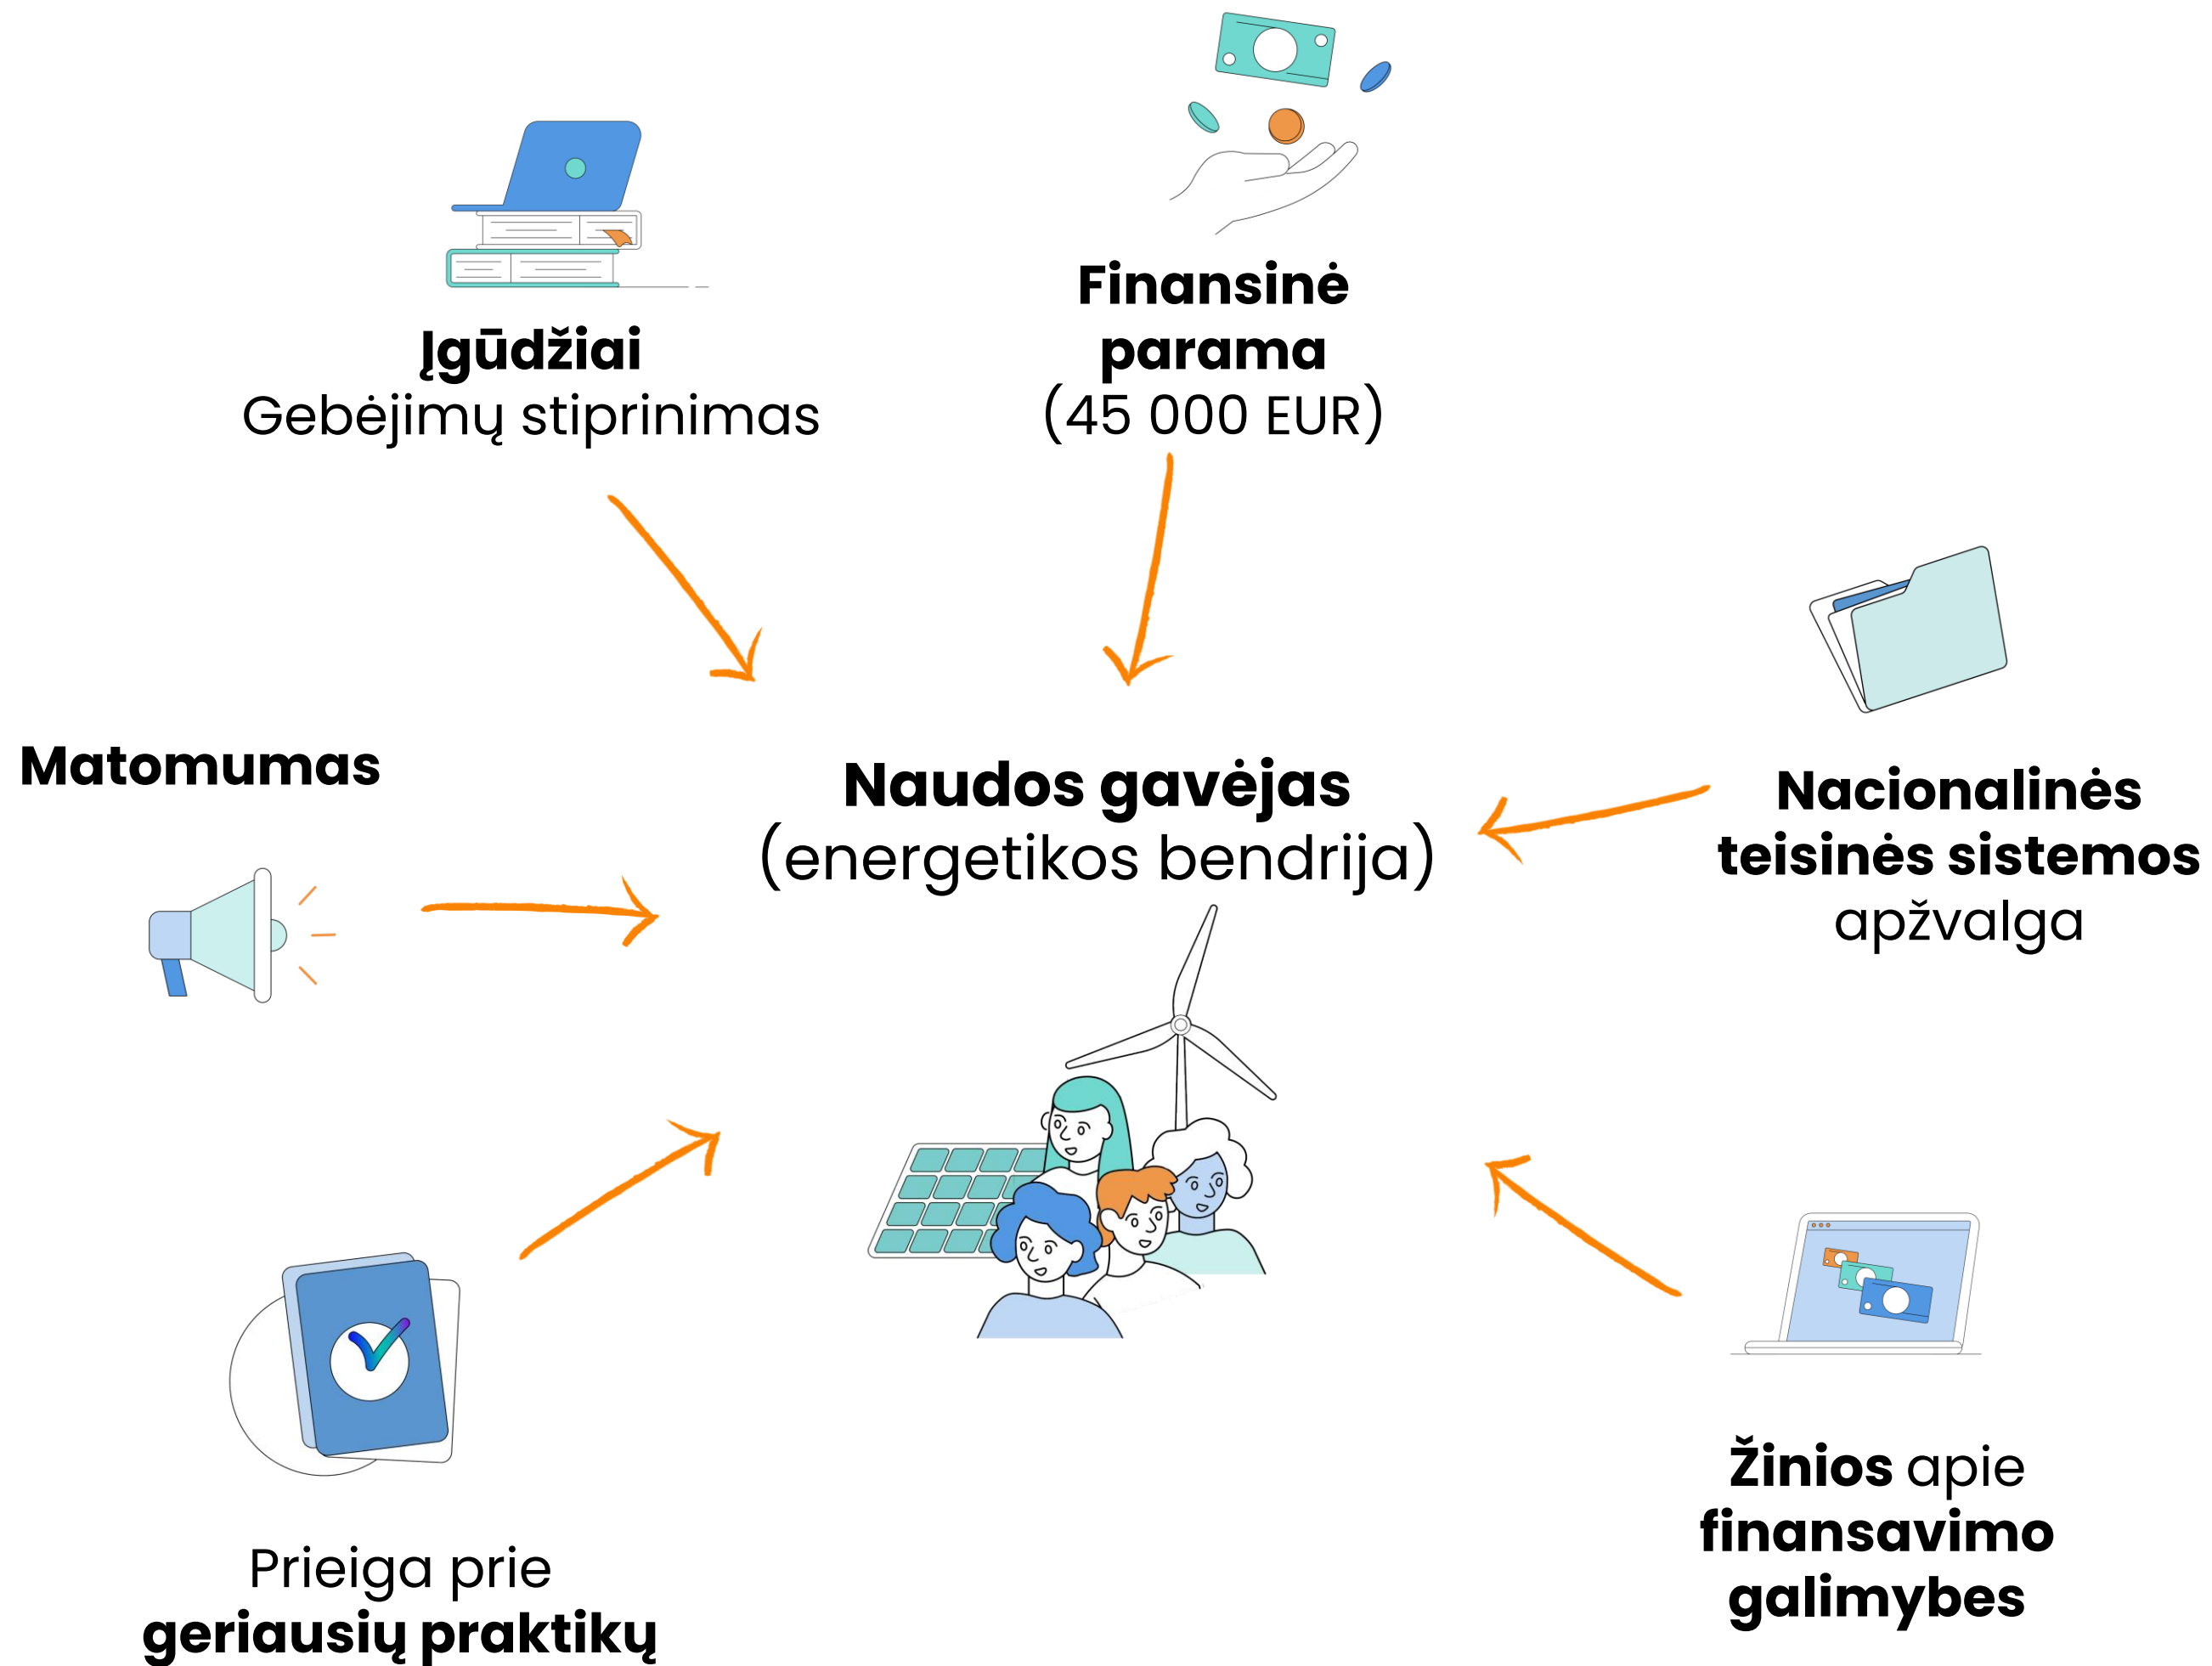 Finansinė
parama
(45 000 EUR)
Įgūdžiai
Gebėjimų stiprinimas
Matomumas
Naudos gavėjas
(energetikos bendrija)
Nacionalinės
teisinės sistemos
apžvalga
Žinios apie
finansavimo
galimybes
Prieiga prie
geriausių praktikų